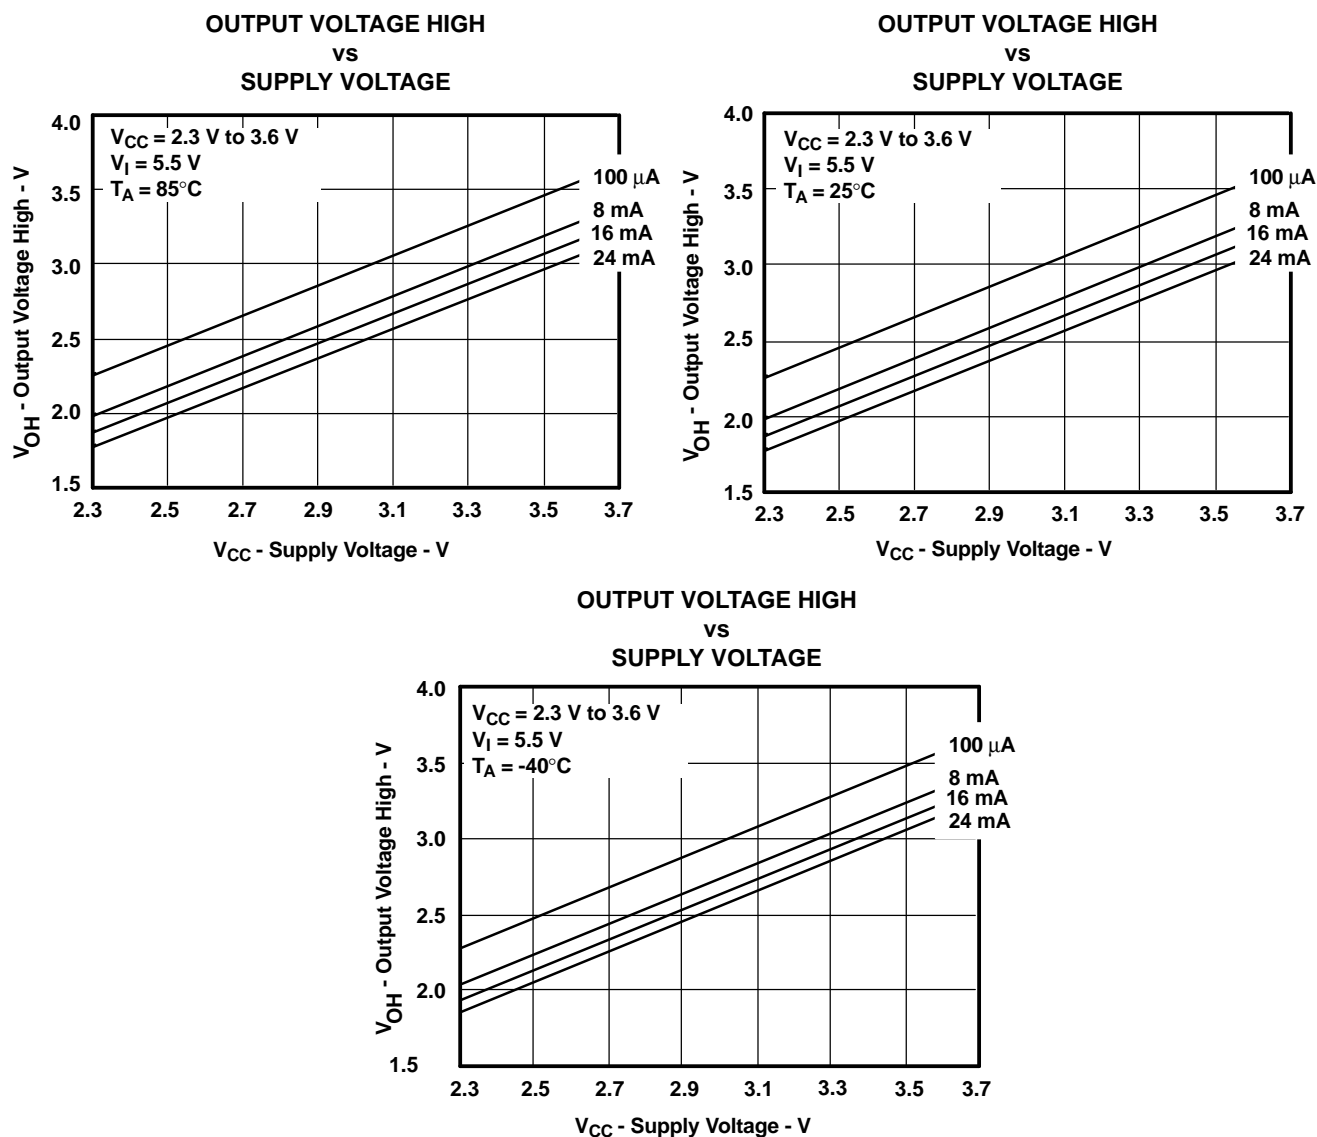 OUTPUT VOLTAGE HIGH
vs
SUPPLY VOLTAGE
4.0
3.5
3.0
2.5
2.0
1.5
VOH - Output Voltage High - V
VCC = 2.3 V to 3.6 V
VI = 5.5 V
TA = 85°C
100 μA
8 mA
16 mA
24 mA
2.3 2.5 2.7 2.9 3.1 3.3 3.5 3.7
VCC - Supply Voltage - V
OUTPUT VOLTAGE HIGH
vs
SUPPLY VOLTAGE
4.0
3.5
3.0
2.5
2.0
1.5
VOH - Output Voltage High - V
VCC = 2.3 V to 3.6 V
VI = 5.5 V
TA = 25°C
100 μA
8 mA
16 mA
24 mA
2.3 2.5 2.7 2.9 3.1 3.3 3.5 3.7
VCC - Supply Voltage - V
OUTPUT VOLTAGE HIGH
vs
SUPPLY VOLTAGE
4.0
3.5
3.0
2.5
2.0
1.5
VOH - Output Voltage High - V
VCC = 2.3 V to 3.6 V
VI = 5.5 V
TA = -40°C
100 μA
8 mA
16 mA
24 mA
2.3 2.5 2.7 2.9 3.1 3.3 3.5 3.7
VCC - Supply Voltage - V